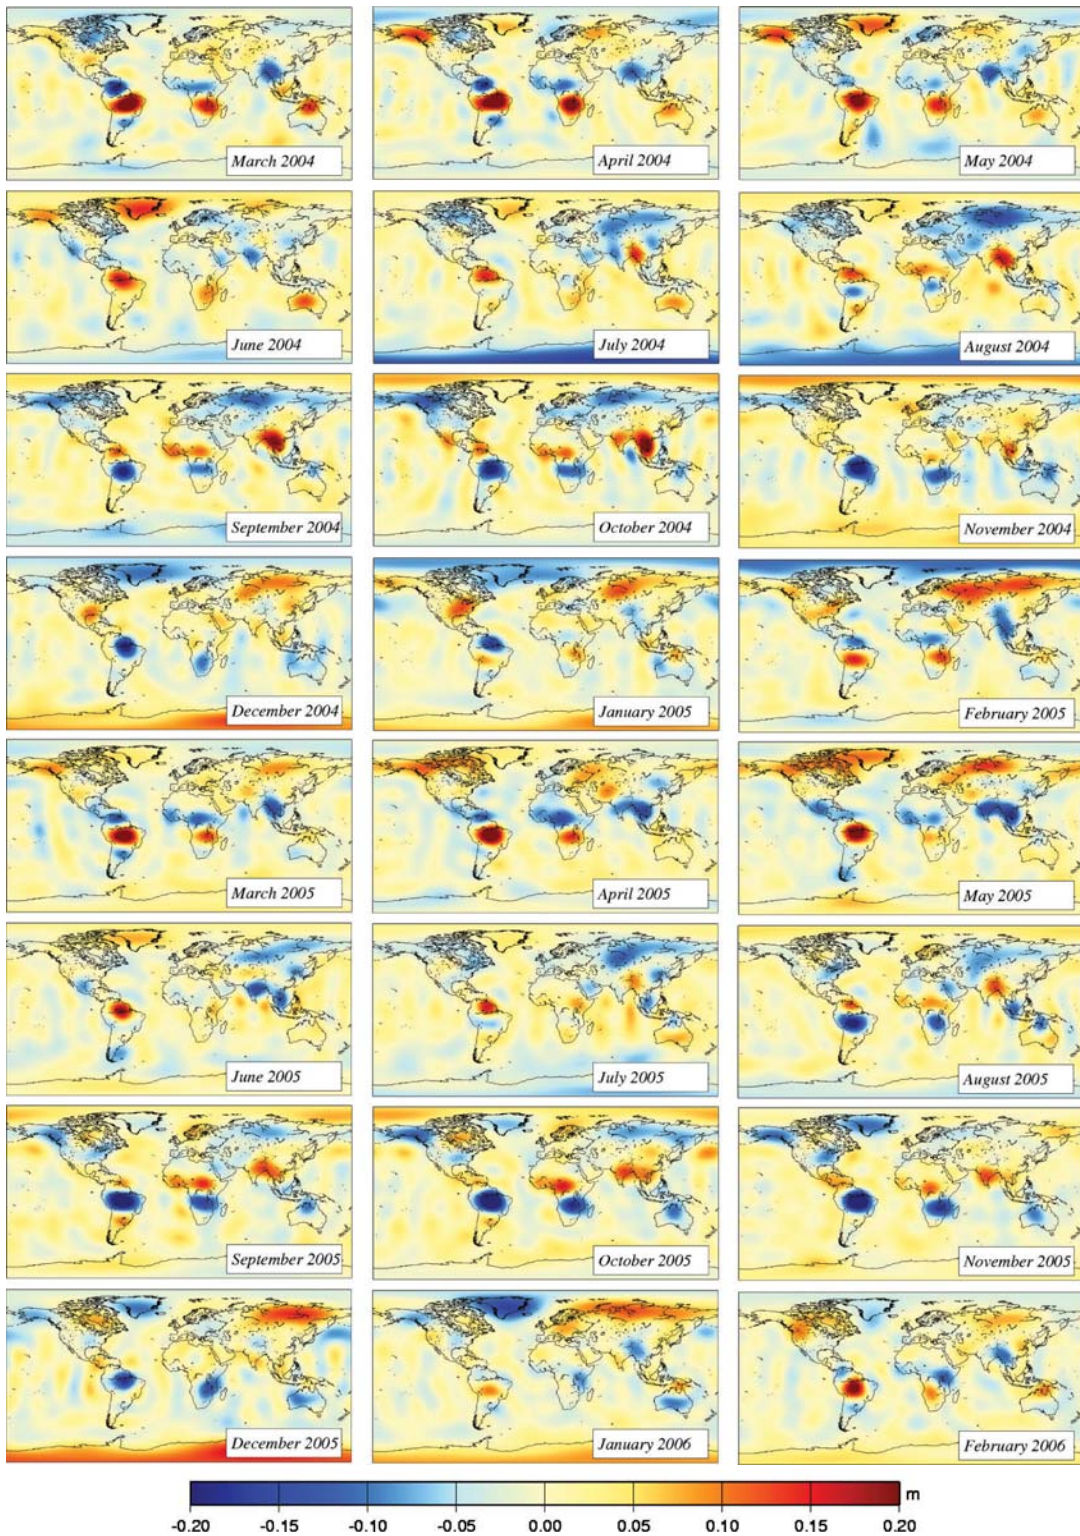 March 2004
April 2004
May 2004
June 2004
July 2004
August 2004
September 2004
October 2004
November 2004
December 2004
January 2005
February 2005
March 2005
April 2005
May 2005
June 2005
July 2005
August 2005
September 2005
October 2005
November 2005
December 2005
January 2006
February 2006
m
-0.20 -0.15 -0.10 -0.05 0.00 0.05 0.10 0.15 0.20